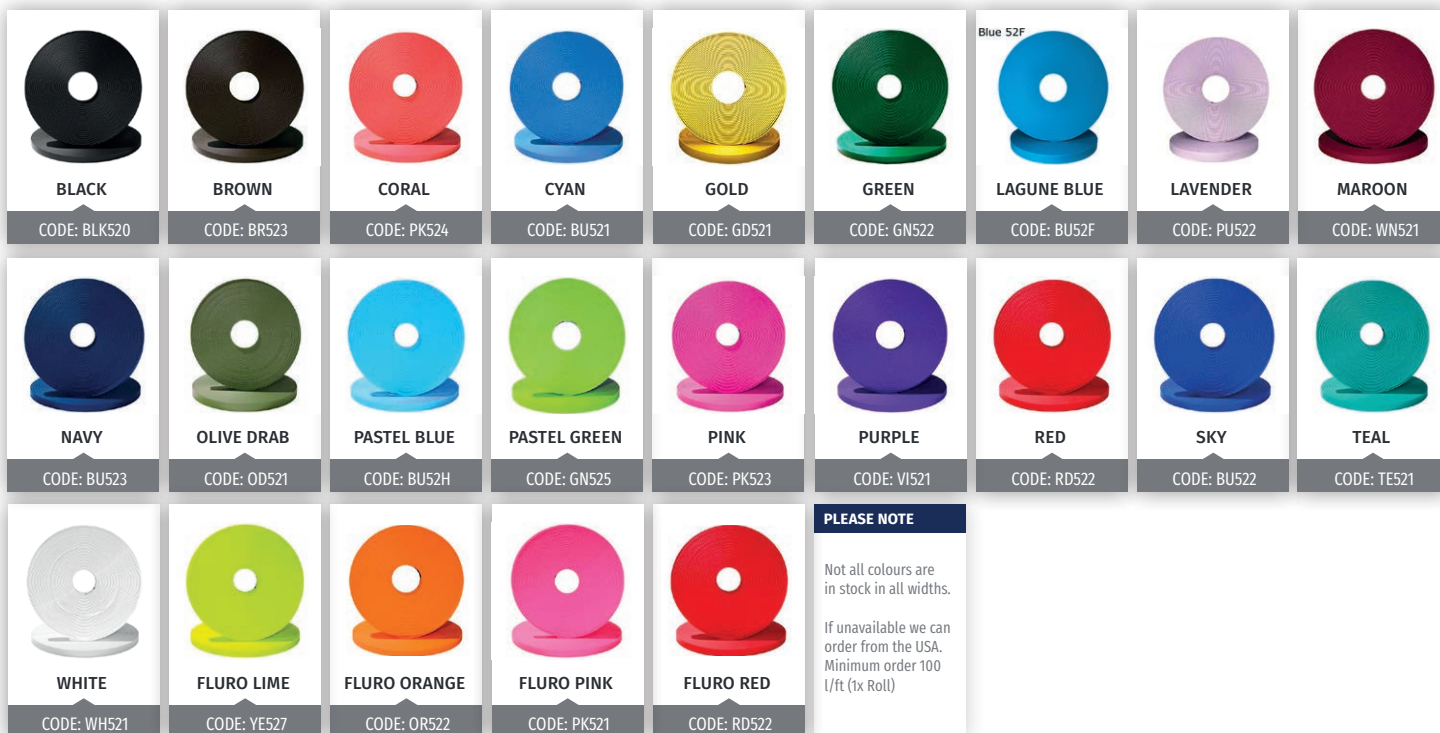 Blue 52F
BLACK
CODE: BLK520
BROWN
CODE: BR523
CORAL
CODE: PK524
CYAN
CODE: BU521
GOLD
CODE: GD521
GREEN
CODE: GN522
LAGUNE BLUE
CODE: BU52F
LAVENDER
CODE: PU522
MAROON
CODE: WN521
NAVY
CODE: BU523
OLIVE DRAB
CODE: OD521
PASTEL BLUE
CODE: BU52H
PASTEL GREEN
CODE: GN525
PINK
CODE: PK523
PURPLE
CODE: VI521
RED
CODE: RD522
SKY
CODE: BU522
TEAL
CODE: TE521
WHITE
CODE: WH521
FLURO LIME
CODE: YE527
FLURO ORANGE
CODE: OR522
FLURO PINK
CODE: PK521
FLURO RED
CODE: RD522
PLEASE NOTE
Not all colours are
in stock in all widths.
If unavailable we can
order from the USA.
Minimum order 100
l/ft (1x Roll)